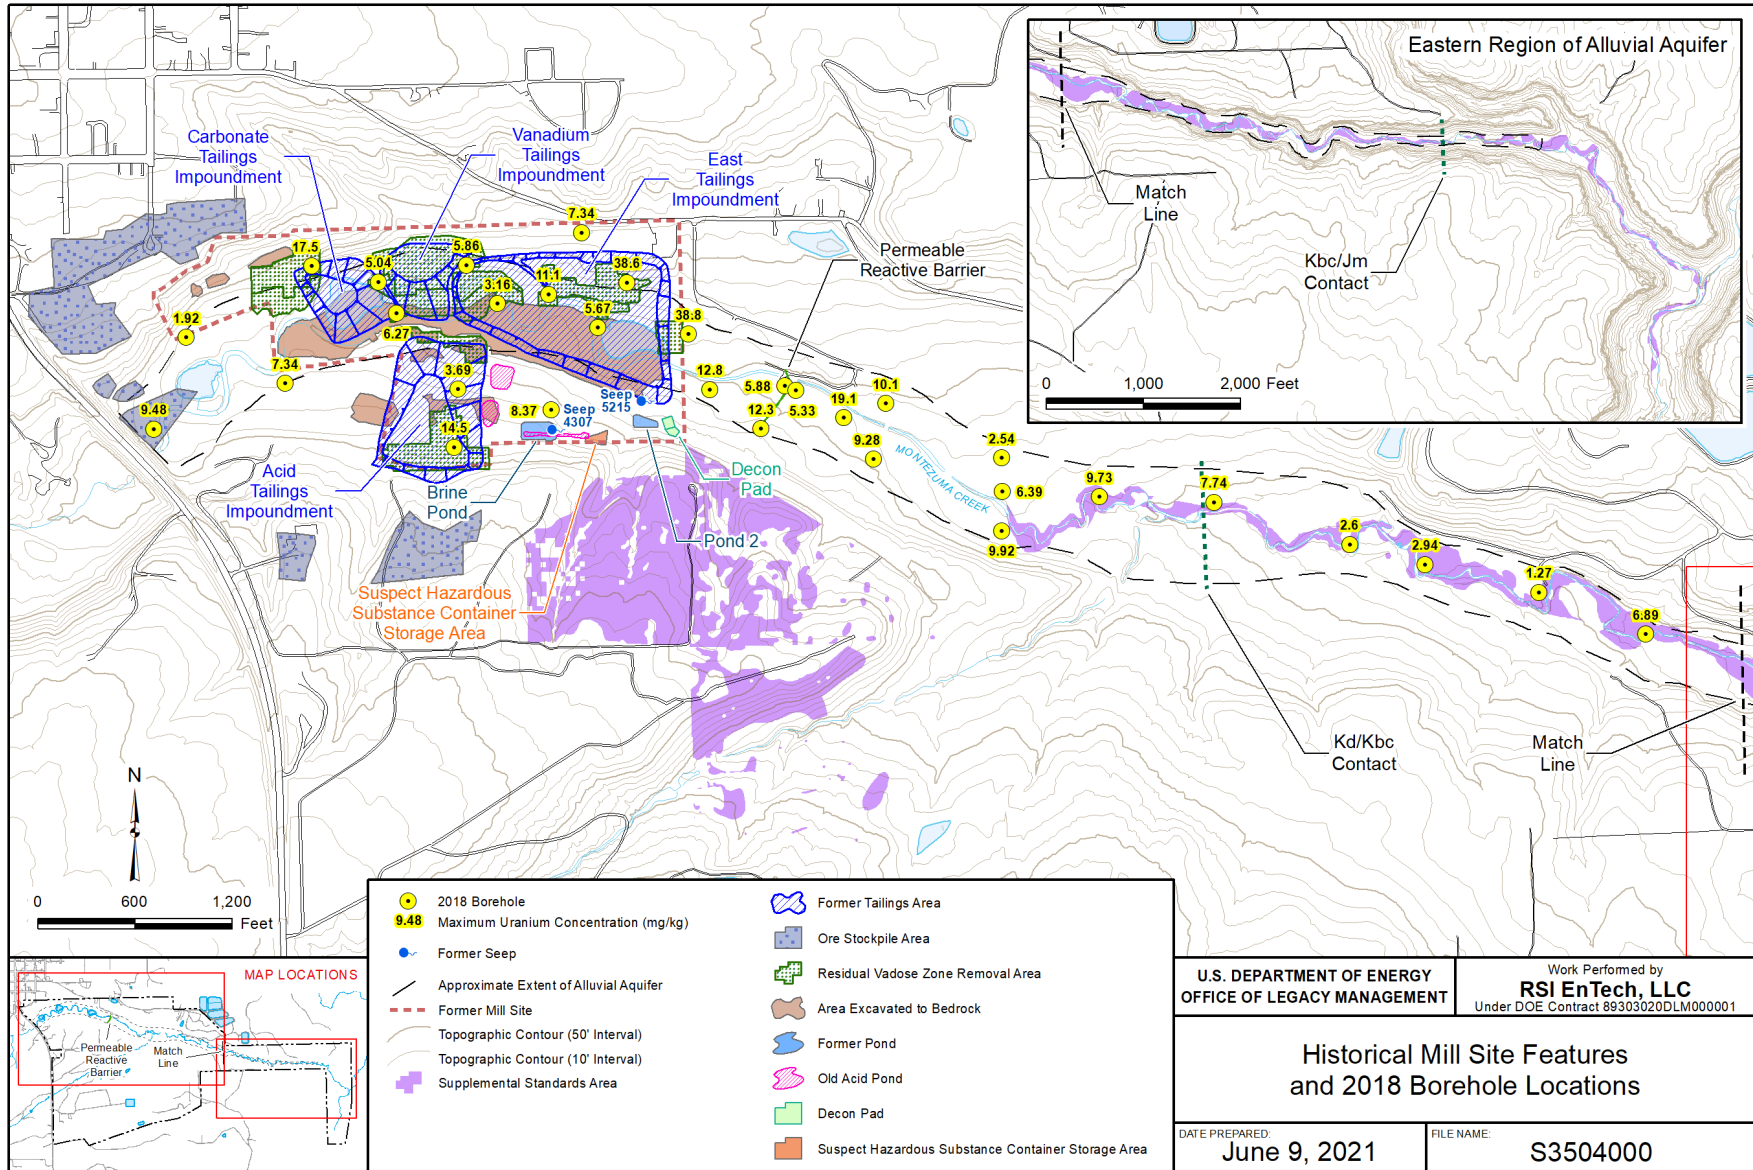 Eastern Region of Alluvial Aquifer
Match
Line
Kbc/Jm
Contact
0 1,000 2,000 Feet
Carbonate
Tailings
Impoundment
Vanadium
Tailings
Impoundment
East
Tailings
Impoundment
Permeable
Reactive Barrier
7.34
17.5
5.04
5.86
3.16
11.1
38.6
5.67
38.8
1.92
6.27
7.34
3.69
9.48
8.37
14.5
Seep
5215
Seep
4307
12.8
5.88
5.33
12.3
19.1
10.1
9.28
2.54
6.39
9.92
9.73
7.74
2.6
2.94
1.27
6.89
MONTEZUMA CREEK
Acid
Tailings
Impoundment
Brine
Pond
Decon
Pad
Pond 2
Suspect Hazardous
Substance Container
Storage Area
Kd/Kbc
Contact
Match
Line
N
0 600 1,200
Feet
MAP LOCATIONS
Permeable
Reactive
Barrier
Match
Line
2018 Borehole
9.48 Maximum Uranium Concentration (mg/kg)
Former Seep
Approximate Extent of Alluvial Aquifer
Former Mill Site
Topographic Contour (50' Interval)
Topographic Contour (10' Interval)
Supplemental Standards Area
Former Tailings Area
Ore Stockpile Area
Residual Vadose Zone Removal Area
Area Excavated to Bedrock
Former Pond
Old Acid Pond
Decon Pad
Suspect Hazardous Substance Container Storage Area
U.S. DEPARTMENT OF ENERGY
OFFICE OF LEGACY MANAGEMENT
Work Performed by
RSI EnTech, LLC
Under DOE Contract 89303020DLM000001
Historical Mill Site Features
and 2018 Borehole Locations
DATE PREPARED:
June 9, 2021
FILE NAME:
S3504000